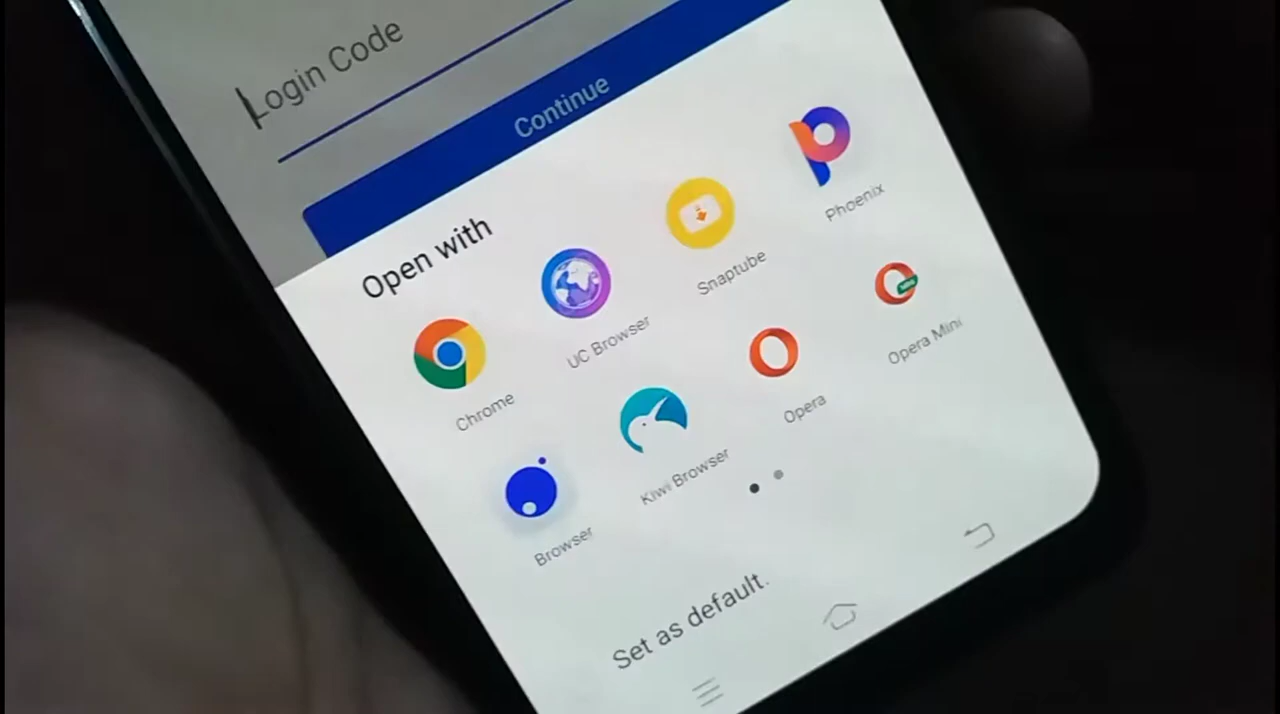 Login Code
Continue
Open with
Chrome
UC Browser
Snaptube
Phoenix
Browser
Kiwi Browser
Opera
Opera Mini
Set as default.